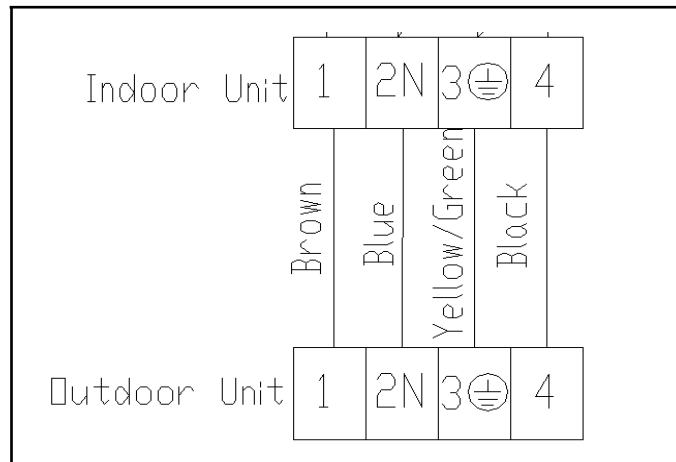 Indoor Unit 1 2N 3⏚ 4
Brown Blue Yellow/Green Black
Outdoor Unit 1 2N 3⏚ 4